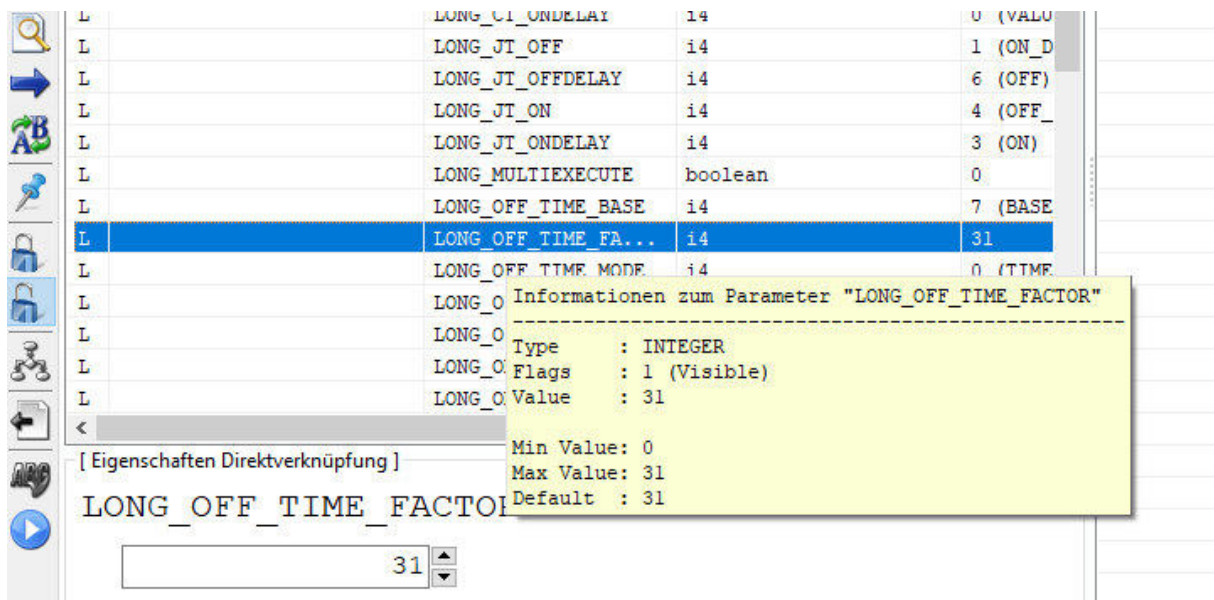 L LONG_CT_ONDELAY i4 0 (VALU
L LONG_JT_OFF i4 1 (ON_D
L LONG_JT_OFFDELAY i4 6 (OFF)
L LONG_JT_ON i4 4 (OFF_
L LONG_JT_ONDELAY i4 3 (ON)
L LONG_MULTIEXECUTE boolean 0
L LONG_OFF_TIME_BASE i4 7 (BASE
L LONG_OFF_TIME_FA... i4 31
L LONG_OFF_TIME_MODE i4 0 (TIME
L LONG_O
L LONG_O
L LONG_O
L LONG_O
Informationen zum Parameter "LONG_OFF_TIME_FACTOR"
----------------------------------------------------
Type : INTEGER
Flags : 1 (Visible)
Value : 31
Min Value: 0
Max Value: 31
Default : 31
[ Eigenschaften Direktverknüpfung ]
LONG_OFF_TIME_FACTOR
31